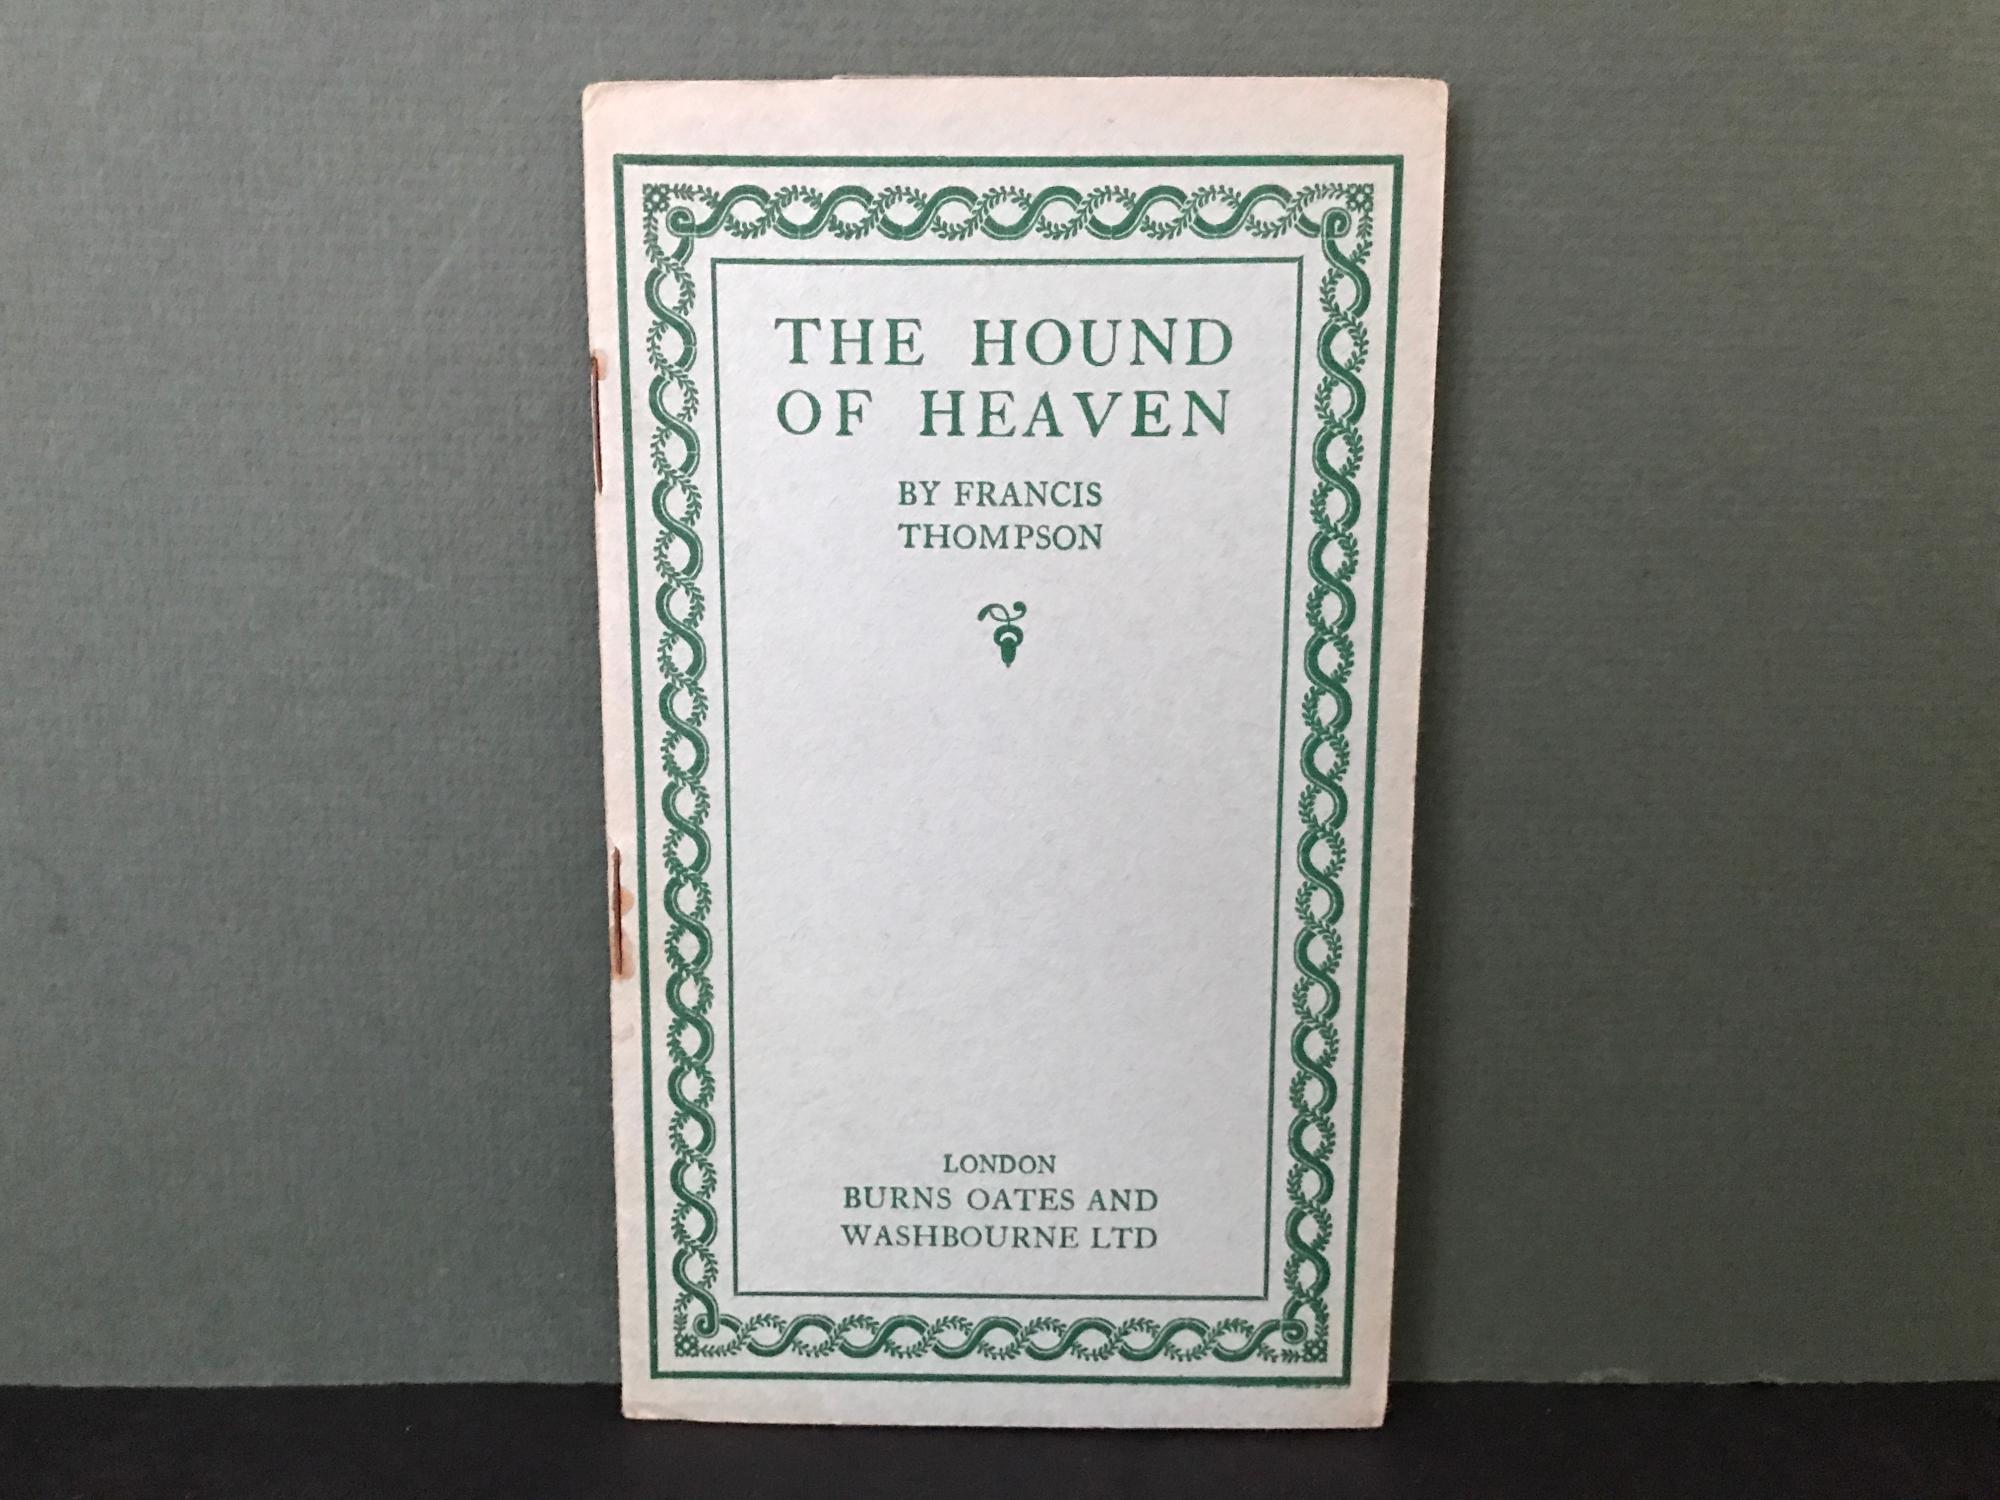 THE HOUND
OF HEAVEN
BY FRANCIS
THOMPSON
LONDON
BURNS OATES AND
WASHBOURNE LTD